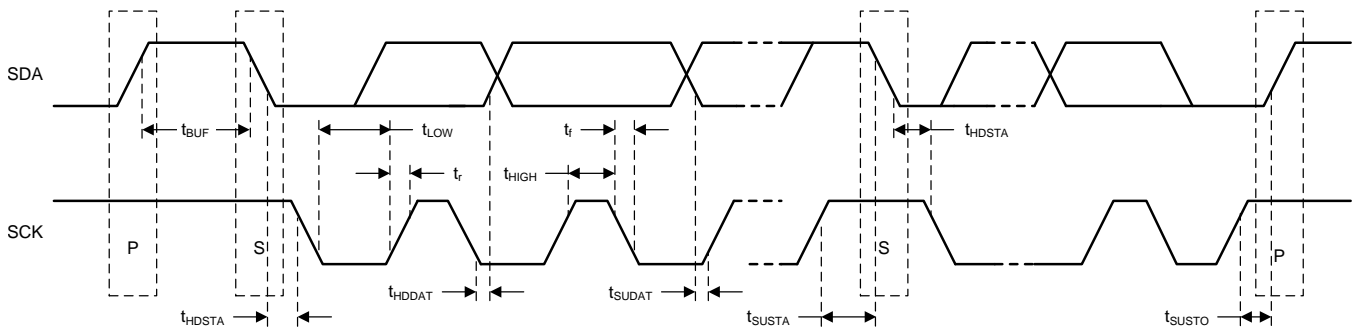 SDA
tBUF
tLOW
tf
tHDSTA
tr
tHIGH
SCK
P
S
S
P
tHDDAT
tSUDAT
tHDSTA
tSUSTA
tSUSTO